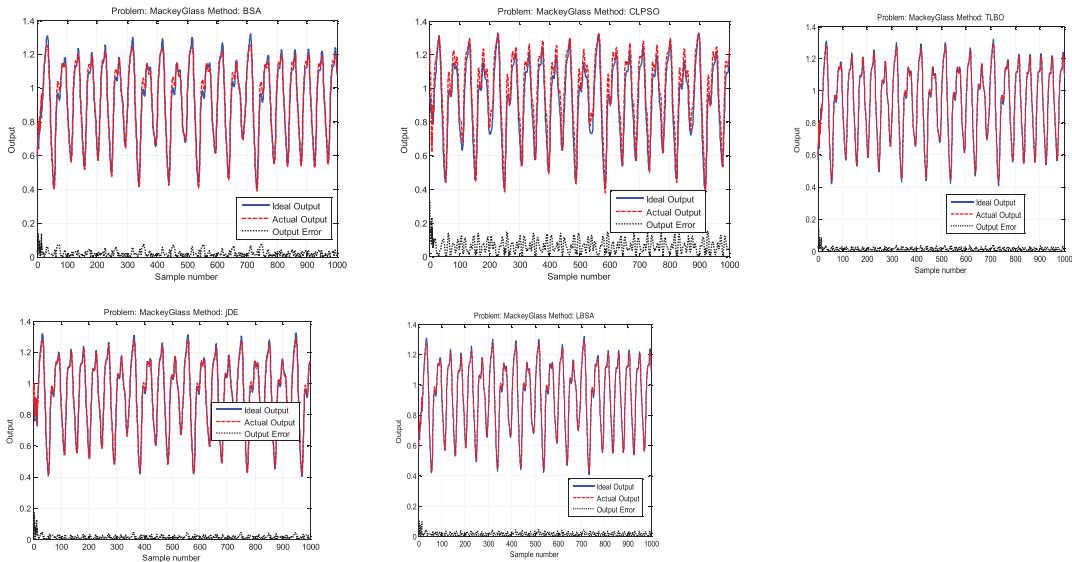 Problem: MackeyGlass Method: BSA
1.4
1.2
1
0.8
0.6
0.4
0.2
0
Output
Ideal Output
Actual Output
Output Error
0 100 200 300 400 500 600 700 800 900 1000
Sample number
Problem: MackeyGlass Method: CLPSO
1.4
1.2
1
0.8
0.6
0.4
0.2
0
Output
Ideal Output
Actual Output
Output Error
0 100 200 300 400 500 600 700 800 900 1000
Sample number
Problem: MackeyGlass Method: TLBO
1.4
1.2
1
0.8
0.6
0.4
0.2
0
Output
Ideal Output
Actual Output
Output Error
0 100 200 300 400 500 600 700 800 900 1000
Sample number
Problem: MackeyGlass Method: jDE
1.4
1.2
1
0.8
0.6
0.4
0.2
0
Output
Ideal Output
Actual Output
Output Error
0 100 200 300 400 500 600 700 800 900 1000
Sample number
Problem: MackeyGlass Method: LBSA
1.4
1.2
1
0.8
0.6
0.4
0.2
0
Output
Ideal Output
Actual Output
Output Error
0 100 200 300 400 500 600 700 800 900 1000
Sample number